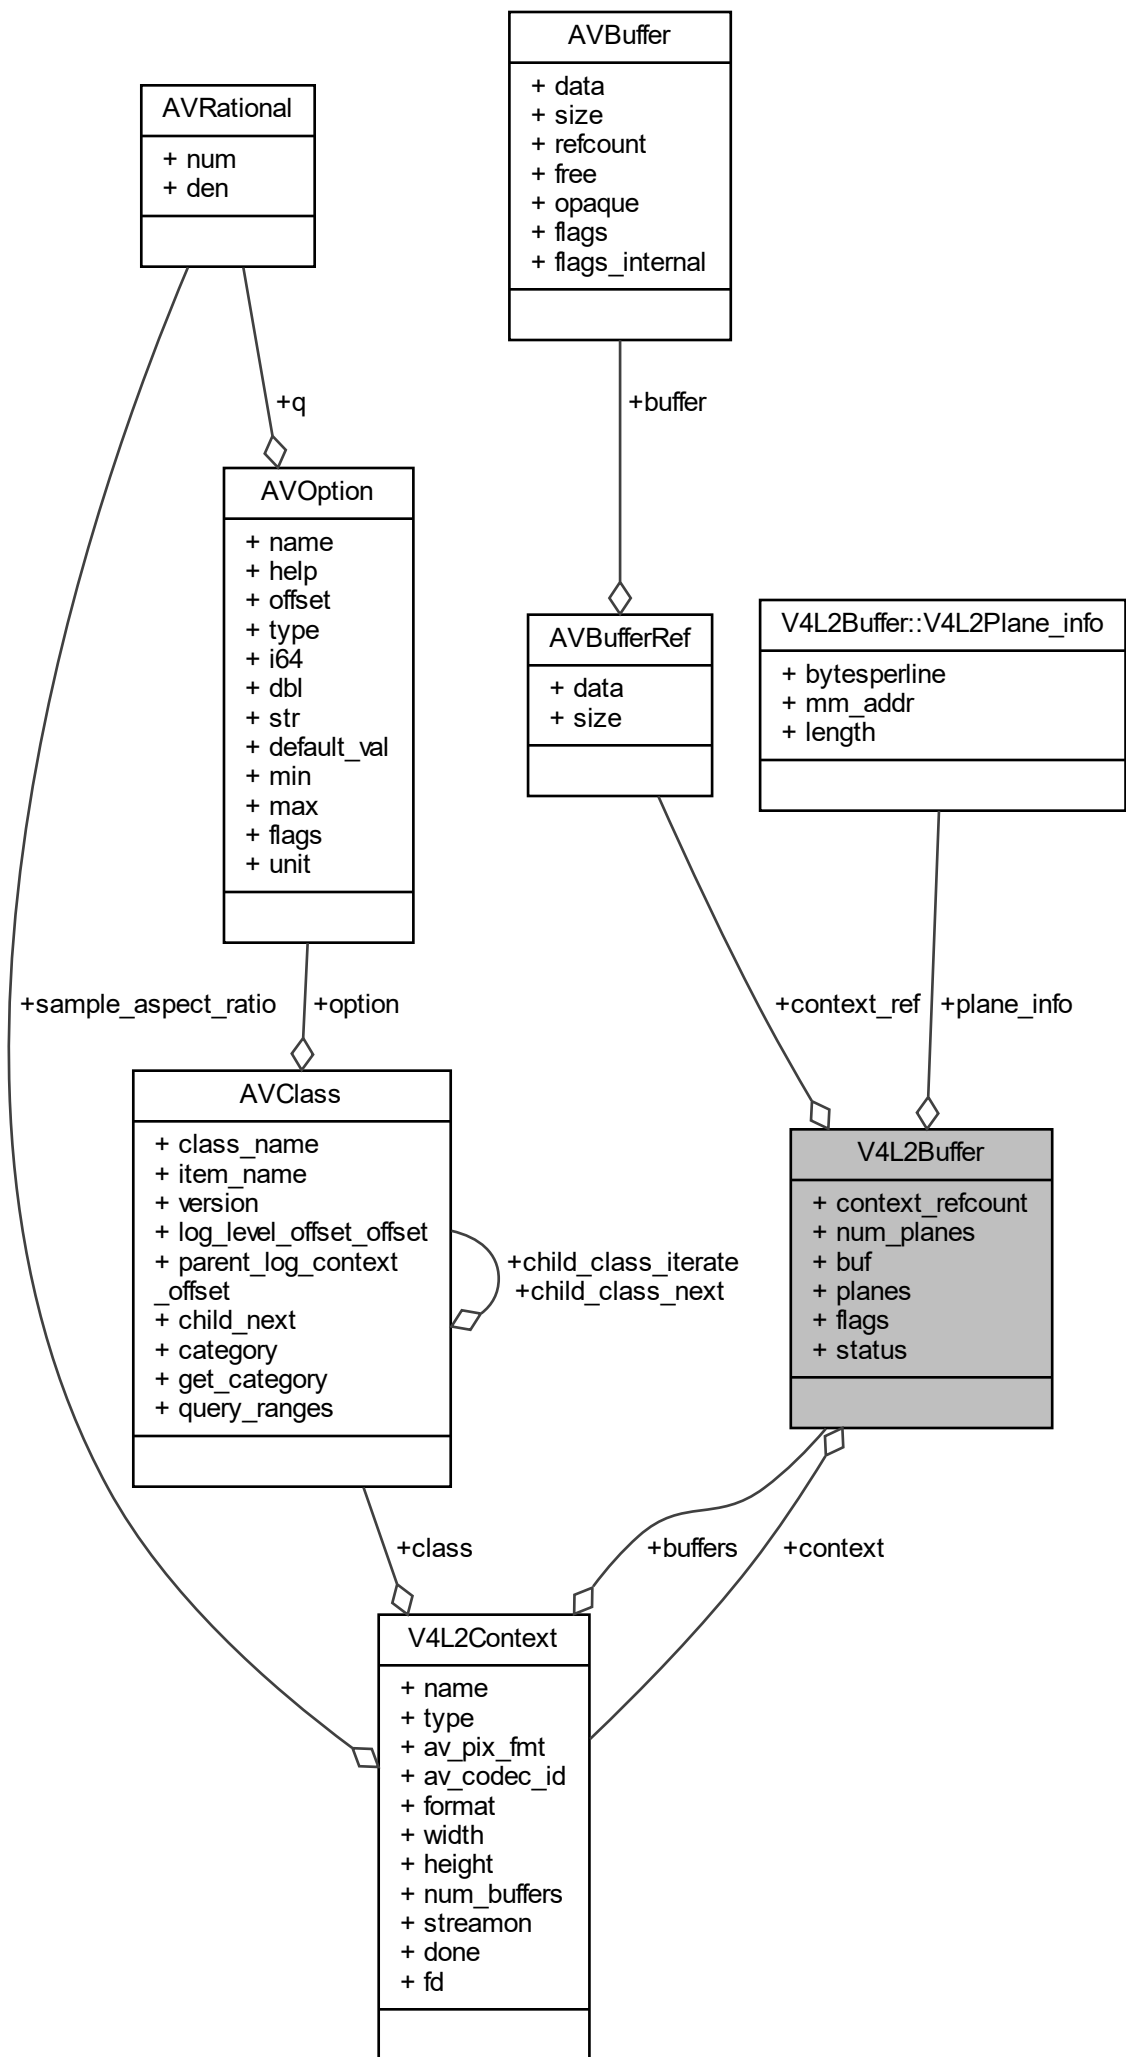 AVBuffer
+ data
+ size
+ refcount
+ free
+ opaque
+ flags
+ flags_internal
AVRational
+ num
+ den
+q
+buffer
AVOption
+ name
+ help
+ offset
+ type
+ i64
+ dbl
+ str
+ default_val
+ min
+ max
+ flags
+ unit
AVBufferRef
+ data
+ size
V4L2Buffer::V4L2Plane_info
+ bytesperline
+ mm_addr
+ length
+sample_aspect_ratio
+option
+context_ref
+plane_info
AVClass
+ class_name
+ item_name
+ version
+ log_level_offset_offset
+ parent_log_context
_offset
+ child_next
+ category
+ get_category
+ query_ranges
+child_class_iterate
+child_class_next
V4L2Buffer
+ context_refcount
+ num_planes
+ buf
+ planes
+ flags
+ status
+class
+buffers
+context
V4L2Context
+ name
+ type
+ av_pix_fmt
+ av_codec_id
+ format
+ width
+ height
+ num_buffers
+ streamon
+ done
+ fd